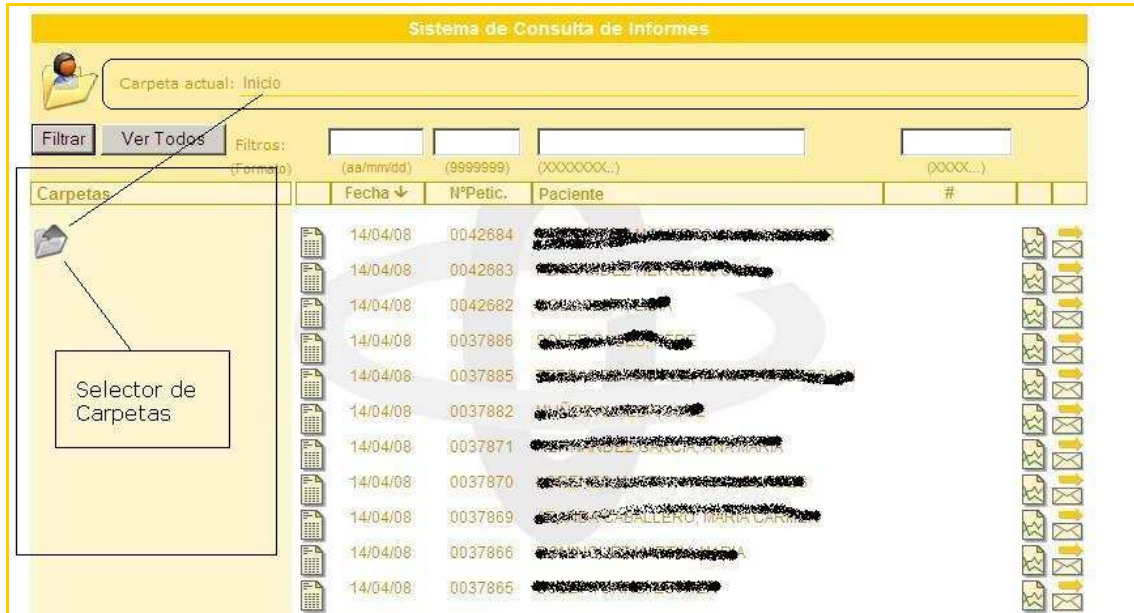 Sistema de Consulta de Informes
Carpeta actual: Inicio
Filtrar Ver Todos Filtros:
(Formato) (aa/mm/dd) (9999999) (XXXXXXX..) (XXXX...)
Carpetas Fecha NºPetic. Paciente #
14/04/08 0042684
14/04/08 0042683
14/04/08 0042682
14/04/08 0037886
14/04/08 0037885
Selector de
Carpetas
14/04/08 0037882
14/04/08 0037871
14/04/08 0037870
14/04/08 0037869
14/04/08 0037866
14/04/08 0037865